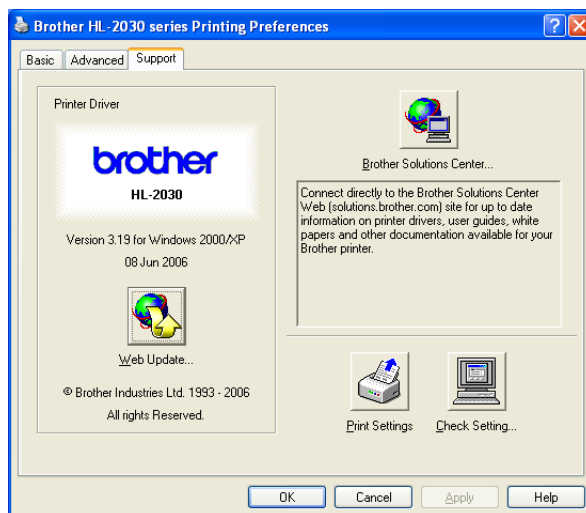 Brother HL-2030 series Printing Preferences
Basic
Advanced
Support
Printer Driver
brother
HL-2030
Version 3.19 for Windows 2000/XP
08 Jun 2006
Web Update...
© Brother Industries Ltd. 1993 - 2006
All rights Reserved.
Brother Solutions Center...
Connect directly to the Brother Solutions Center
Web (solutions.brother.com) site for up to date
information on printer drivers, user guides, white
papers and other documentation available for your
Brother printer.
Print Settings
Check Setting...
OK
Cancel
Apply
Help